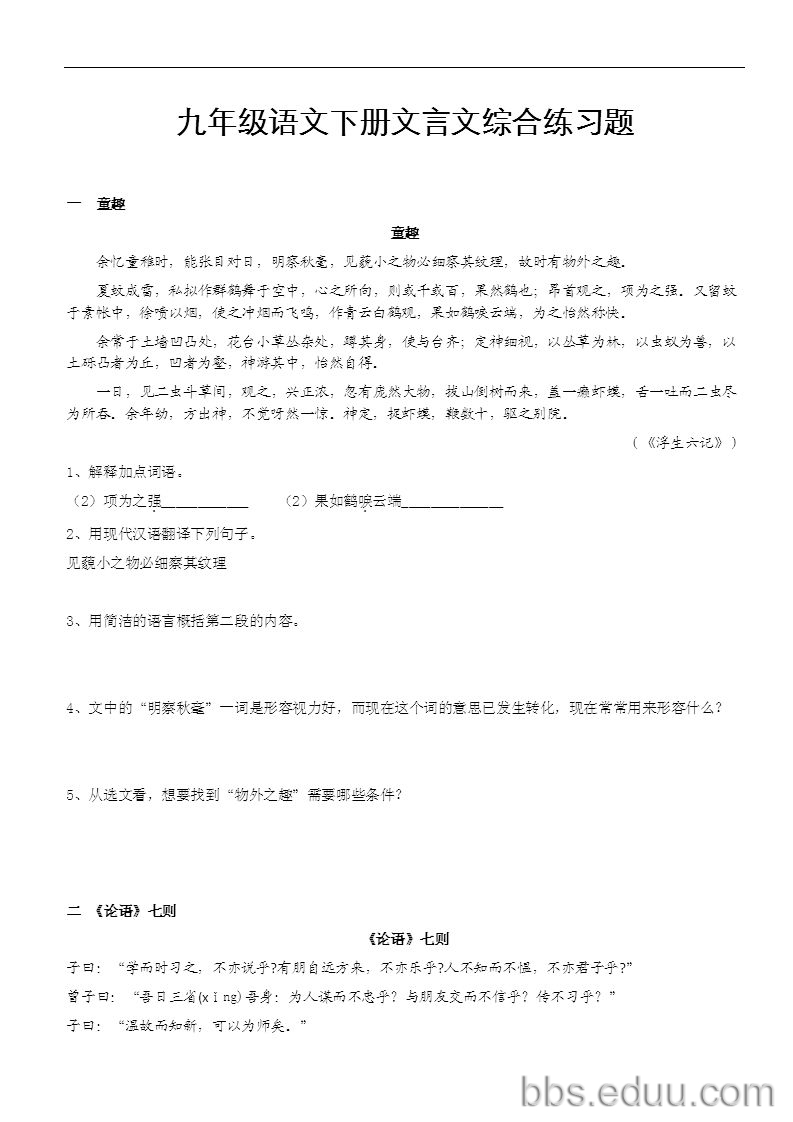 九年级语文下册文言文综合练习题
一 童趣
童趣
余忆童稚时，能张目对日，明察秋毫，见藐小之物必细察其纹理，故时有物外之趣．
夏蚊成雷，私拟作群鹤舞于空中，心之所向，则或千或百，果然鹤也；昂首观之，项为之强．又留蚊
于素帐中，徐喷以烟，使之冲烟而飞鸣，作青云白鹤观，果如鹤唳云端，为之怡然称快．
余常于土墙凹凸处，花台小草丛杂处，蹲其身，使与台齐；定神细视，以丛草为林，以虫蚁为兽，以
土砾凸者为丘，凹者为壑，神游其中，怡然自得．
一日，见二虫斗草间，观之，兴正浓，忽有庞然大物，拔山倒树而来，盖一癞虾蟆，舌一吐而二虫尽
为所吞．余年幼，方出神，不觉呀然一惊．神定，捉虾蟆，鞭数十，驱之别院．
（《浮生六记》）
1、解释加点词语。
（2）项为之强____________ （2）果如鹤唳云端______________
2、用现代汉语翻译下列句子。
见藐小之物必细察其纹理
3、用简洁的语言概括第二段的内容。
4、文中的“明察秋毫”一词是形容视力好，而现在这个词的意思已发生转化，现在常常用来形容什么？
5、从选文看，想要找到“物外之趣”需要哪些条件？
二 《论语》七则
《论语》七则
子曰：“学而时习之，不亦说乎?有朋自远方来，不亦乐乎?人不知而不愠，不亦君子乎?”
曾子曰：“吾日三省(xǐng)吾身：为人谋而不忠乎？与朋友交而不信乎？传不习乎？”
子曰：“温故而知新，可以为师矣．”
bbs.eduu.com